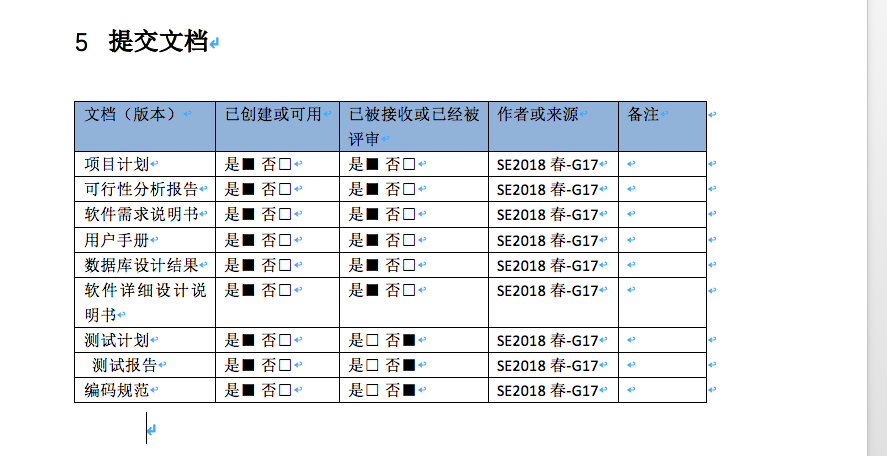 5 提交文档
文档（版本） 已创建或可用 已被接收或已经被评审 作者或来源 备注
项目计划 是■ 否□ 是■ 否□ SE2018 春-G17
可行性分析报告 是■ 否□ 是■ 否□ SE2018 春-G17
软件需求说明书 是■ 否□ 是■ 否□ SE2018 春-G17
用户手册 是■ 否□ 是■ 否□ SE2018 春-G17
数据库设计结果 是■ 否□ 是■ 否□ SE2018 春-G17
软件详细设计说明书 是■ 否□ 是■ 否□ SE2018 春-G17
测试计划 是■ 否□ 是□ 否■ SE2018 春-G17
测试报告 是■ 否□ 是□ 否■ SE2018 春-G17
编码规范 是■ 否□ 是□ 否■ SE2018 春-G17